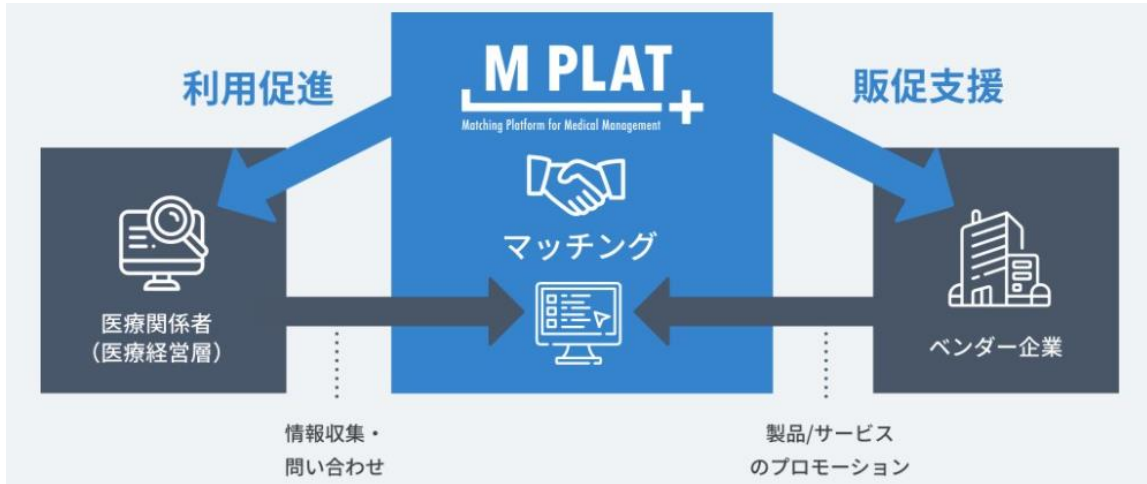 利用促進
M PLAT+
Matching Platform for Medical Management
販促支援
マッチング
医療関係者
（医療経営層）
ベンダー企業
情報収集・
問い合わせ
製品/サービス
のプロモーション